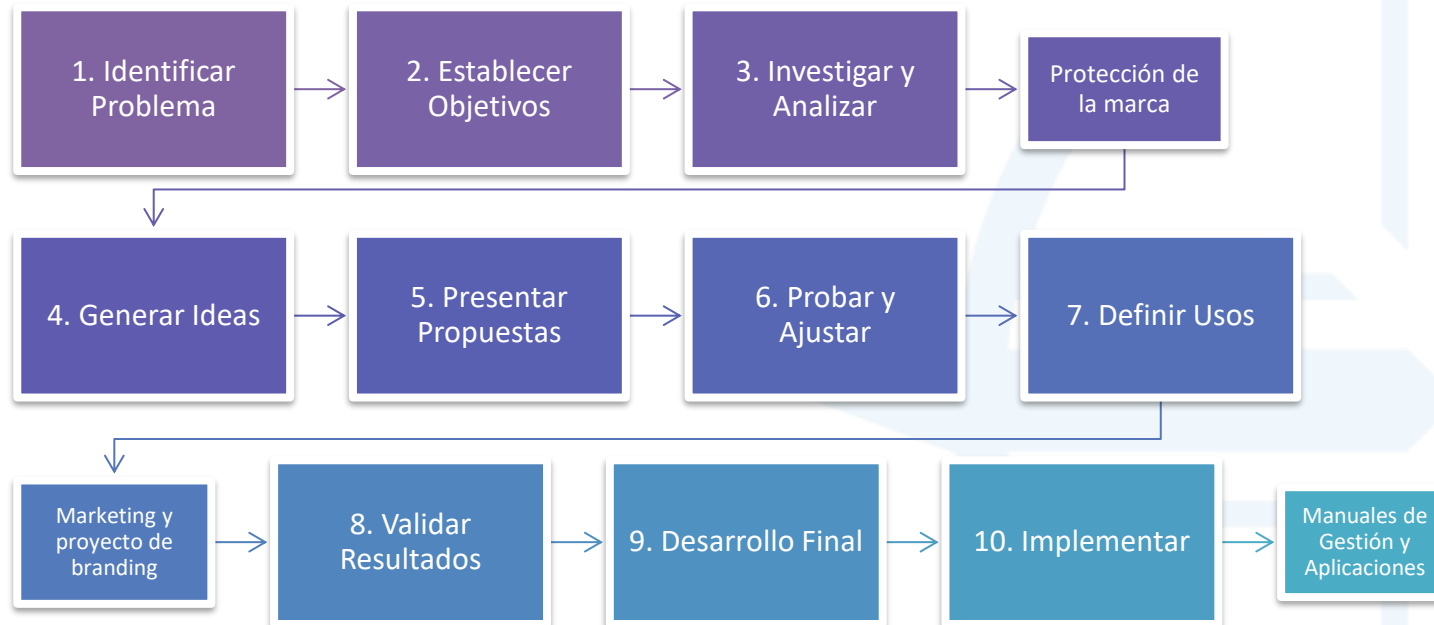 1. Identificar
Problema
2. Establecer
Objetivos
3. Investigar y
Analizar
Protección de
la marca
4. Generar Ideas
5. Presentar
Propuestas
6. Probar y
Ajustar
7. Definir Usos
Marketing y
proyecto de
branding
8. Validar
Resultados
9. Desarrollo Final
10. Implementar
Manuales de
Gestión y
Aplicaciones